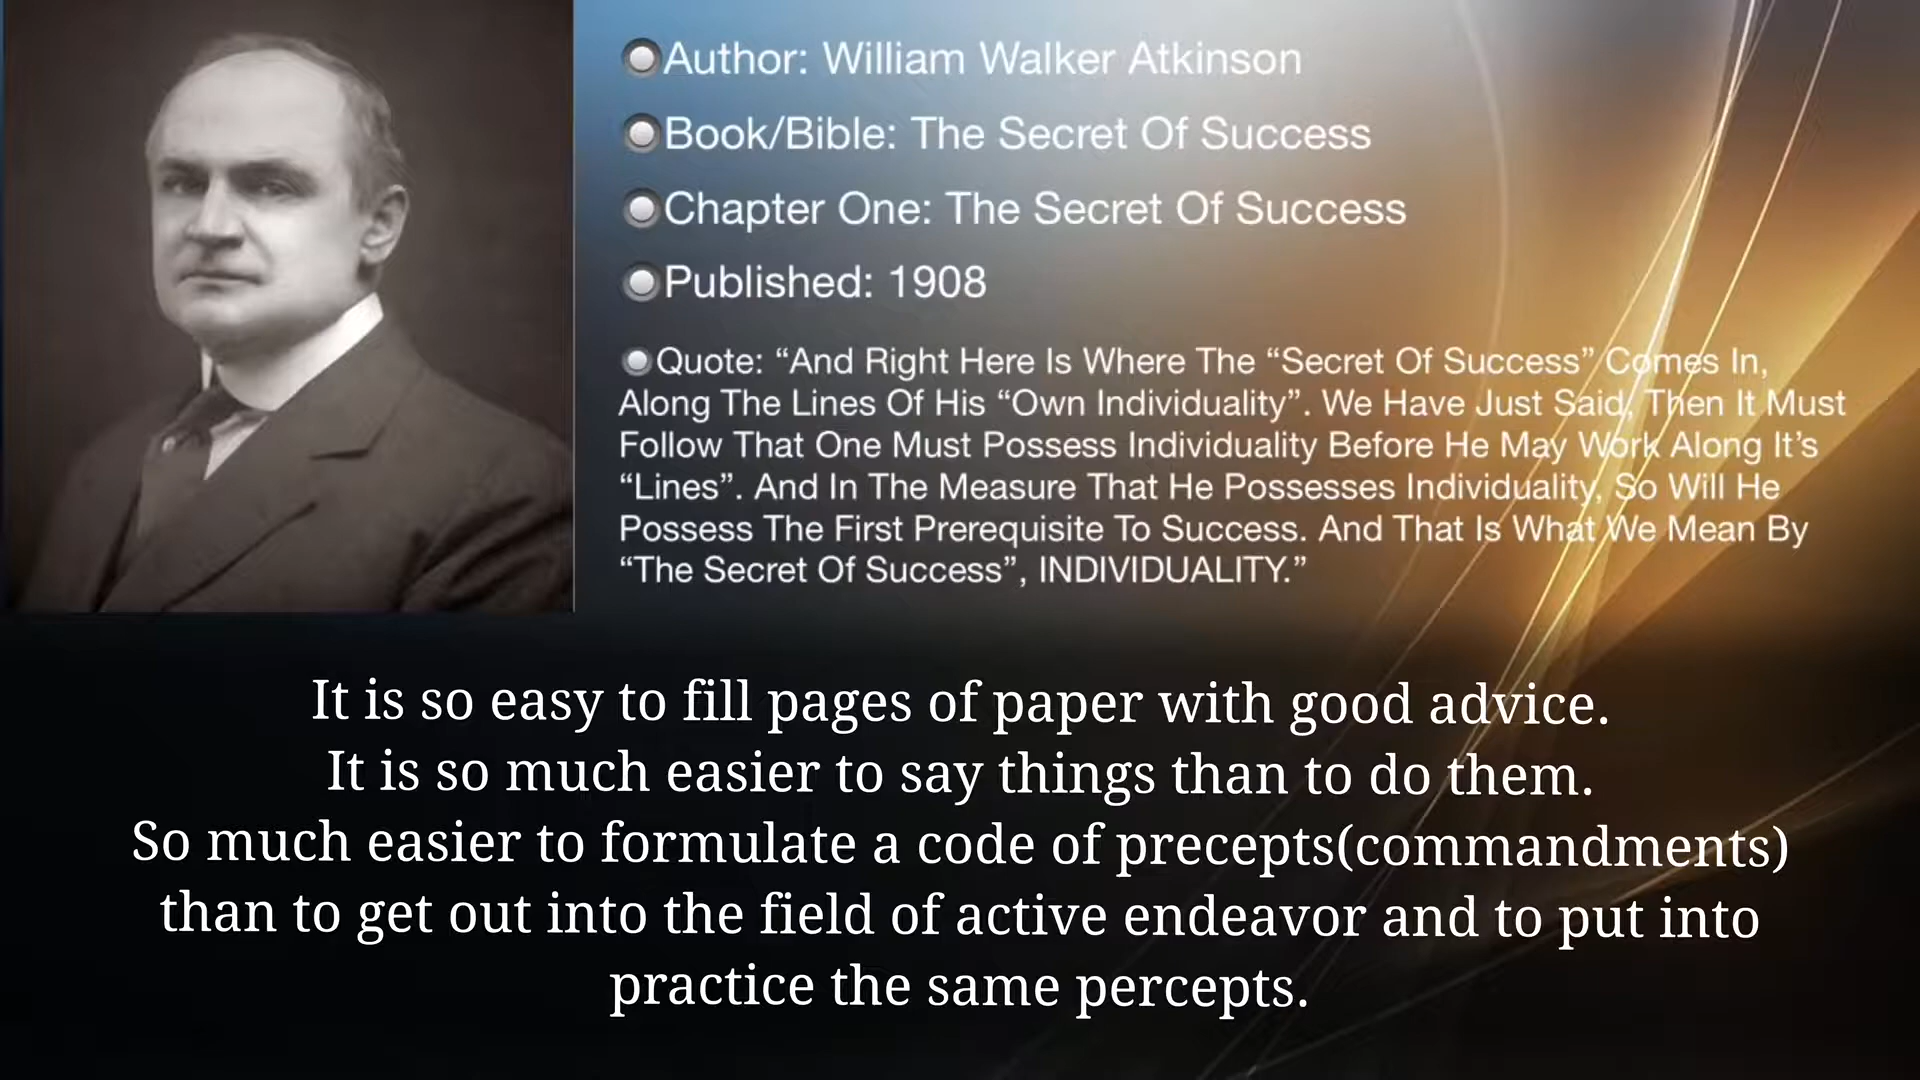 Author: William Walker Atkinson
Book/Bible: The Secret Of Success
Chapter One: The Secret Of Success
Published: 1908
Quote: “And Right Here Is Where The “Secret Of Success” Comes In,
Along The Lines Of His “Own Individuality”. We Have Just Said, Then It Must
Follow That One Must Possess Individuality Before He May Work Along It’s
“Lines”. And In The Measure That He Possesses Individuality, So Will He
Possess The First Prerequisite To Success. And That Is What We Mean By
“The Secret Of Success”, INDIVIDUALITY.”
It is so easy to fill pages of paper with good advice.
It is so much easier to say things than to do them.
So much easier to formulate a code of precepts(commandments)
than to get out into the field of active endeavor and to put into
practice the same percepts.